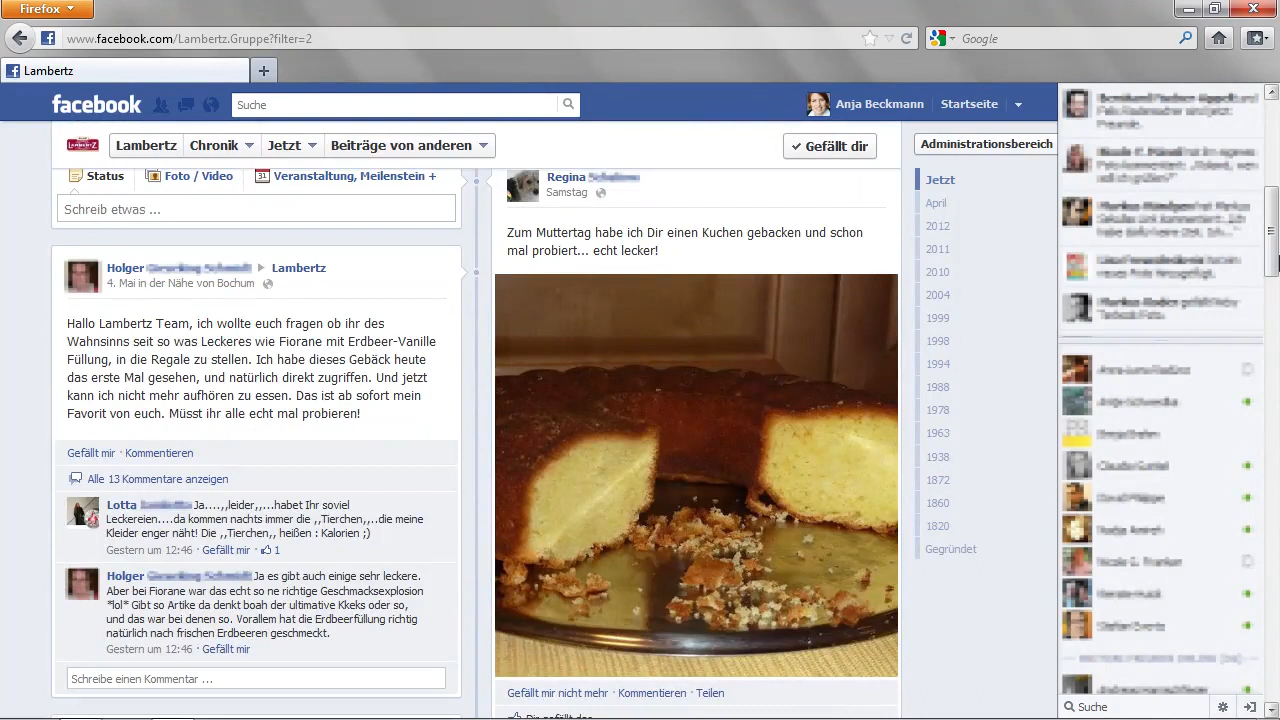 Firefox
www.facebook.com/Lambertz.Gruppe?filter=2
Google
Lambertz
facebook
Suche
Anja Beckmann
Startseite
LAMBERTZ
Lambertz
Chronik
Jetzt
Beiträge von anderen
Gefällt dir
Administrationsbereich
Status
Foto / Video
Veranstaltung, Meilenstein +
Schreib etwas ...
Holger
Lambertz
4. Mai in der Nähe von Bochum
Hallo Lambertz Team, ich wollte euch fragen ob ihr des
Wahnsinns seit so was Leckeres wie Fiorane mit Erdbeer-Vanille
Füllung, in die Regale zu stellen. Ich habe dieses Gebäck heute
das erste Mal gesehen, und natürlich direkt zugriffen. Und jetzt
kann ich nicht mehr aufhören zu essen. Das ist ab sofort mein
Favorit von euch. Müsst ihr alle echt mal probieren!
Gefällt mir · Kommentieren
Alle 13 Kommentare anzeigen
Lotta
Ja....,,leider,,...habet Ihr soviel
Leckereien....da kommen nachts immer die ,,Tierchen,,..die meine
Kleider enger näht! Die ,,Tierchen,, heißen : Kalorien ;)
Gestern um 12:46 · Gefällt mir · 1
Holger
Ja es gibt auch einige sehr leckere.
Aber bei Fiorane war das echt so ne richtige Geschmacksexplosion
*lol* Gibt so Artike da denkt sich der ultimative Kkeks hier so,
und das war bei denen so. Vorallem hat die Erdbeerfüllung richtig
natürlich nach frischen Erdbeeren geschmeckt.
Gestern um 12:46 · Gefällt mir
Schreibe einen Kommentar ...
Regina
Samstag
Zum Muttertag habe ich Dir einen Kuchen gebacken und schon
mal probiert... echt lecker!
Gefällt mir nicht mehr · Kommentieren · Teilen
Dir gefällt das.
Jetzt
April
2012
2011
2010
2004
1999
1998
1994
1988
1978
1963
1938
1872
1860
1820
Gegründet
Suche